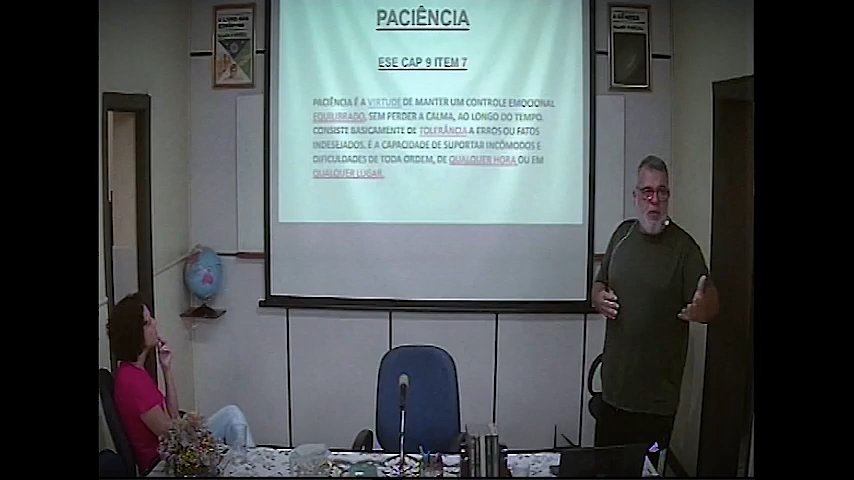 PACIÊNCIA
ESE CAP 9 ITEM 7
PACIÊNCIA É A VIRTUDE DE MANTER UM CONTROLE EMOCIONAL
EQUILIBRADO, SEM PERDER A CALMA, AO LONGO DO TEMPO.
CONSISTE BASICAMENTE DE TOLERÂNCIA A ERROS OU FATOS
INDESEJADOS. É A CAPACIDADE DE SUPORTAR INCÔMODOS E
DIFICULDADES DE TODA ORDEM, DE QUALQUER HORA OU EM
QUALQUER LUGAR.